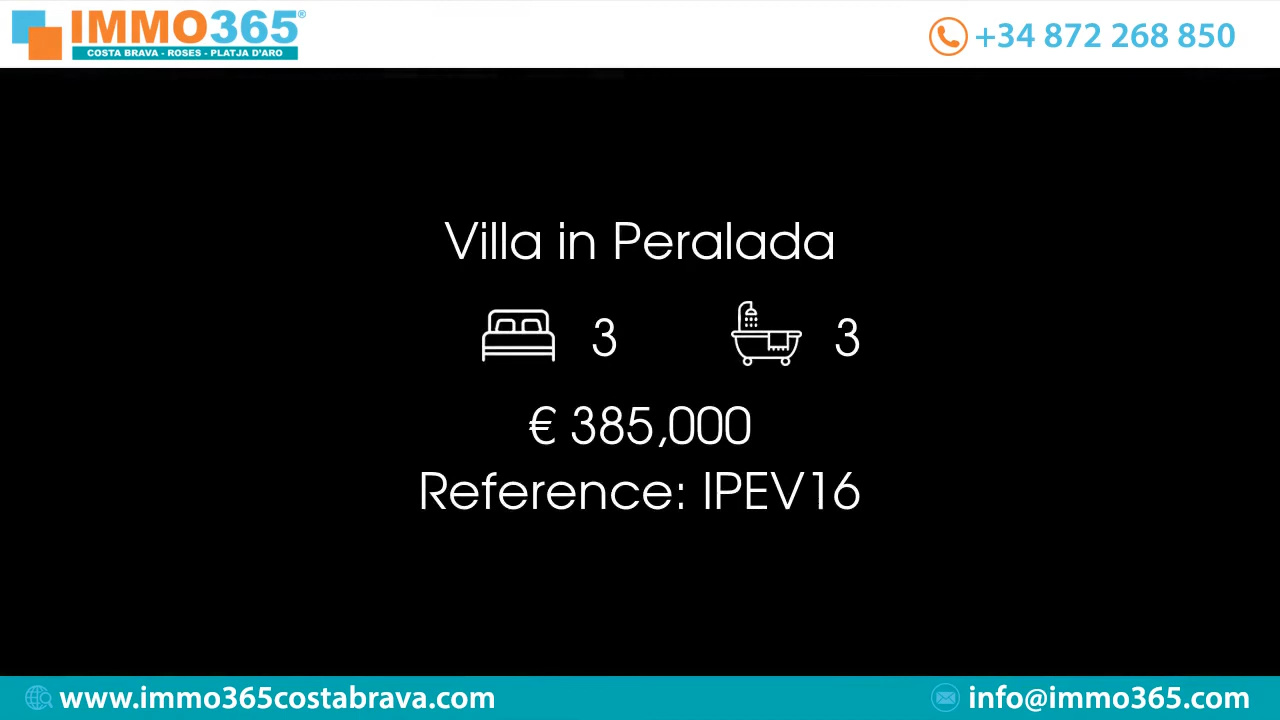 IMMO365®
COSTA BRAVA - ROSES - PLATJA D'ARO
+34 872 268 850
Villa in Peralada
3 3
€ 385,000
Reference: IPEV16
www.immo365costabrava.com
info@immo365.com